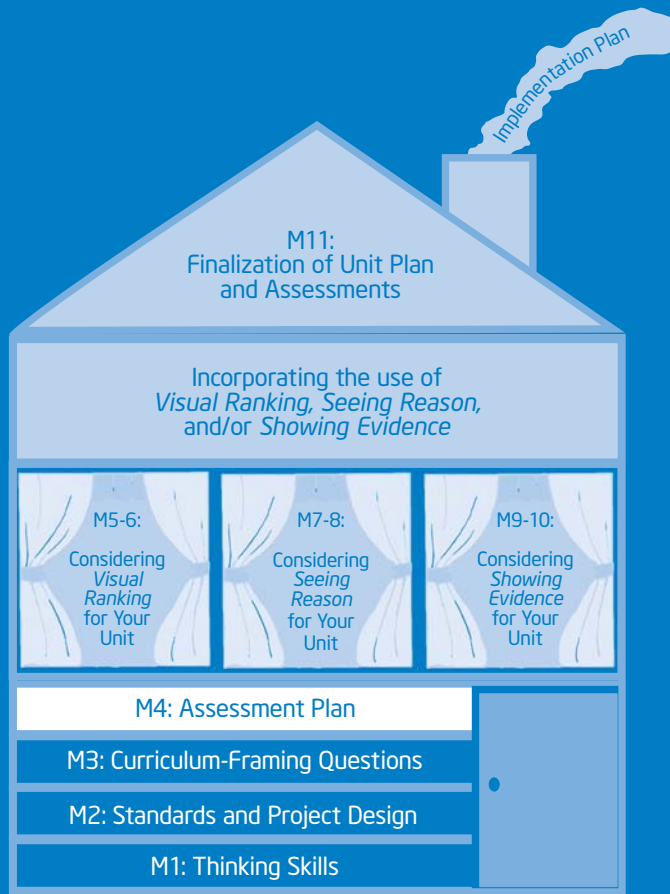 Implementation Plan
M11:
Finalization of Unit Plan
and Assessments
Incorporating the use of
Visual Ranking, Seeing Reason,
and/or Showing Evidence
M5-6:
Considering
Visual
Ranking
for Your
Unit
M7-8:
Considering
Seeing
Reason
for Your
Unit
M9-10:
Considering
Showing
Evidence
for Your
Unit
M4: Assessment Plan
M3: Curriculum-Framing Questions
M2: Standards and Project Design
M1: Thinking Skills